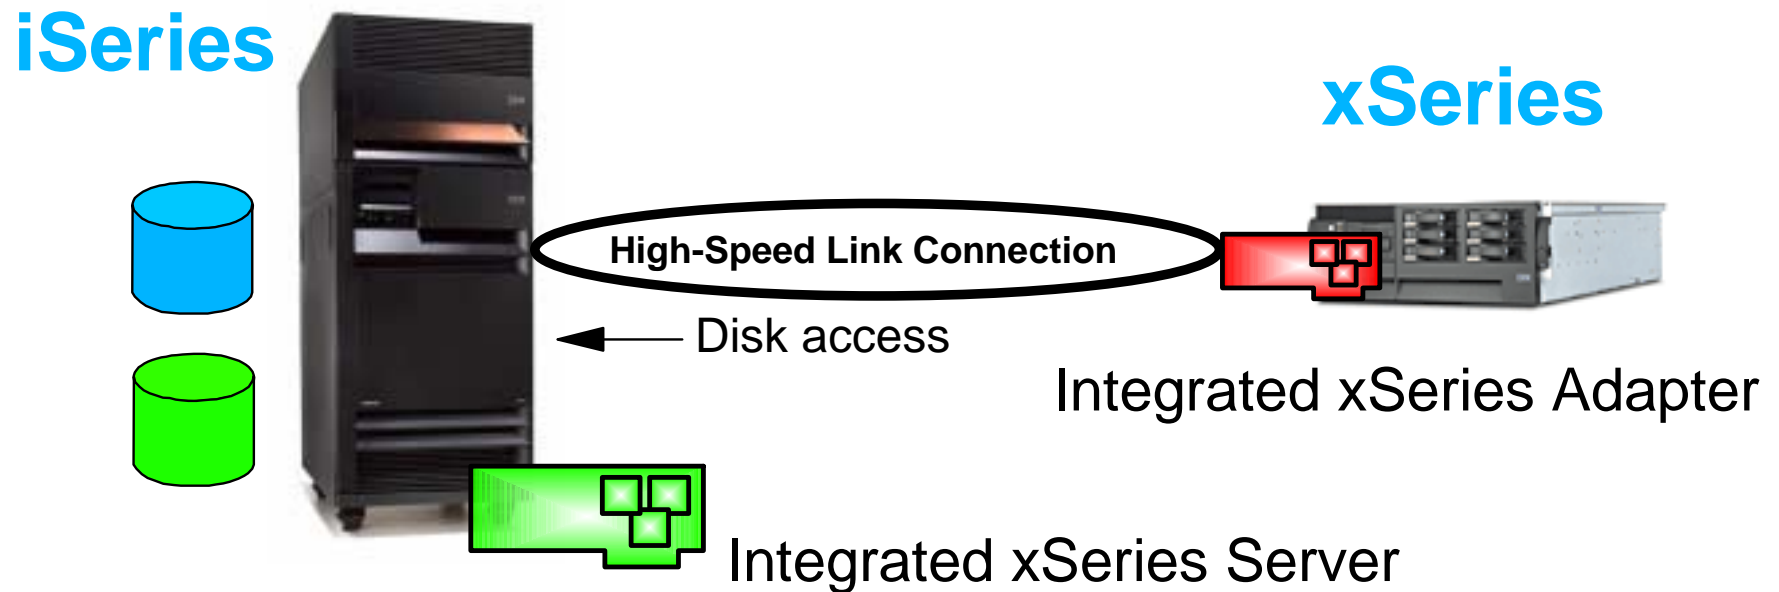 iSeries
xSeries
High-Speed Link Connection
Disk access
Integrated xSeries Adapter
Integrated xSeries Server